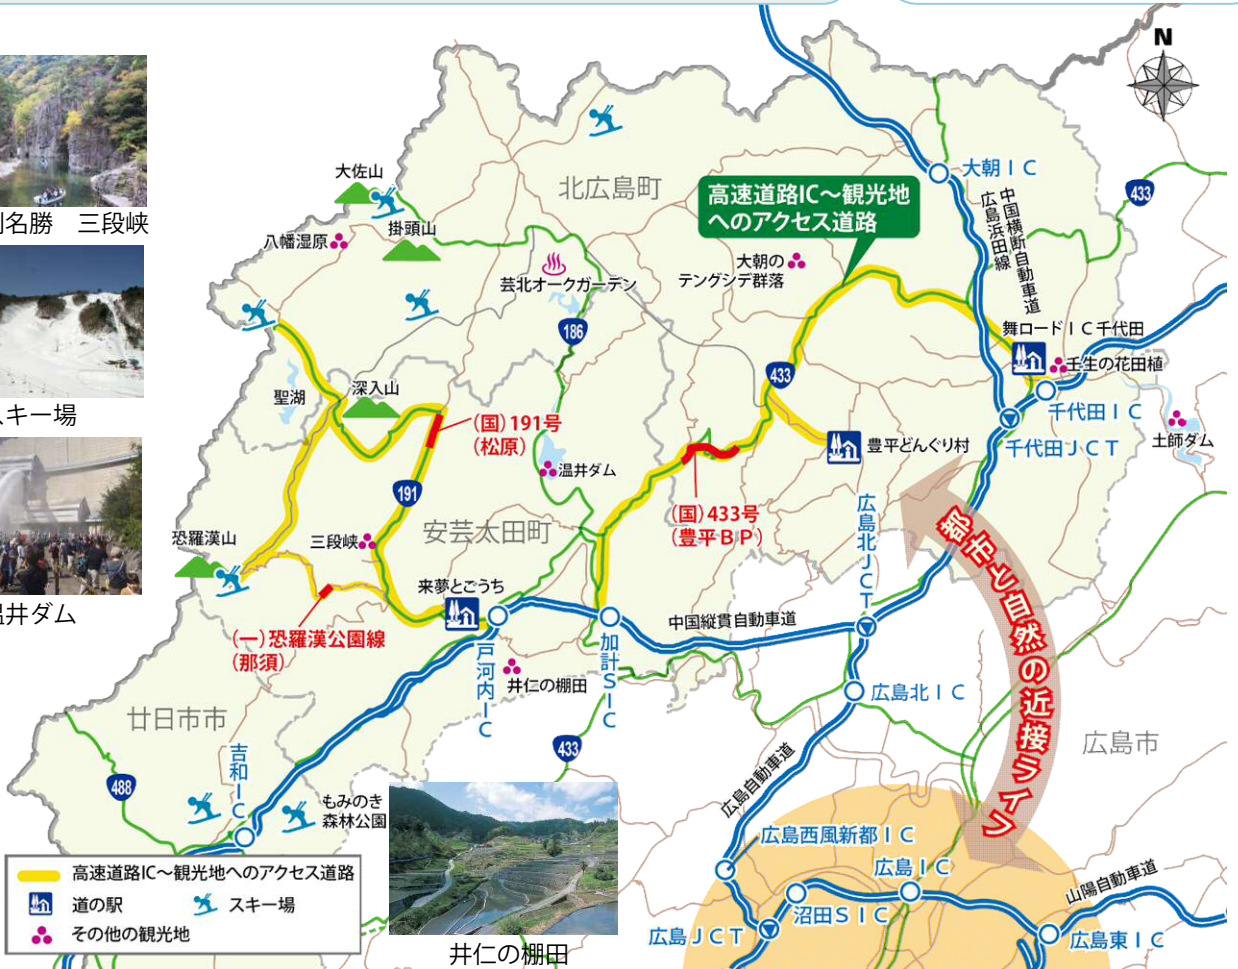 N
別名勝　三段峡
スキー場
温井ダム
大佐山
掛頭山
八幡湿原
北広島町
芸北オークガーデン
高速道路IC～観光地
へのアクセス道路
大朝の
テングシデ群落
大朝ＩＣ
中国横断自動車道
広島浜田線
433
186
433
舞ロードＩＣ千代田
壬生の花田植
千代田ＩＣ
千代田ＪＣＴ
土師ダム
聖湖
深入山
(国)191号
(松原)
191
温井ダム
豊平どんぐり村
(国)433号
(豊平ＢＰ)
安芸太田町
恐羅漢山
三段峡
来夢とごうち
(一)恐羅漢公園線
(那須)
戸河内ＩＣ
加計ＳＩＣ
井仁の棚田
中国縦貫自動車道
広島北ＪＣＴ
広島北ＩＣ
都市と自然の近接ライフ
広島市
廿日市市
488
吉和ＩＣ
もみのき
森林公園
433
広島自動車道
広島西風新都ＩＣ
広島ＩＣ
沼田ＳＩＣ
広島ＪＣＴ
山陽自動車道
広島東ＩＣ
高速道路IC～観光地へのアクセス道路
道の駅
スキー場
その他の観光地
井仁の棚田